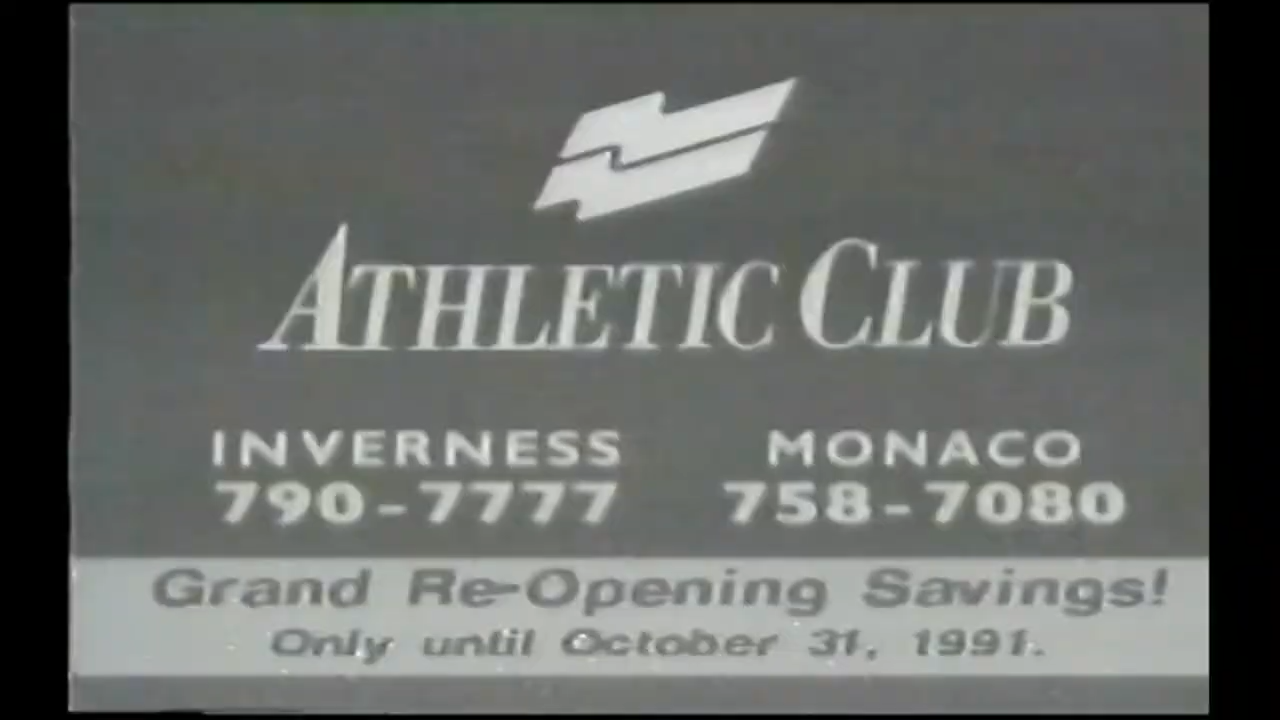 ATHLETIC CLUB
INVERNESS MONACO
790-7777 758-7080
Grand Re-Opening Savings!
Only until October 31, 1991.